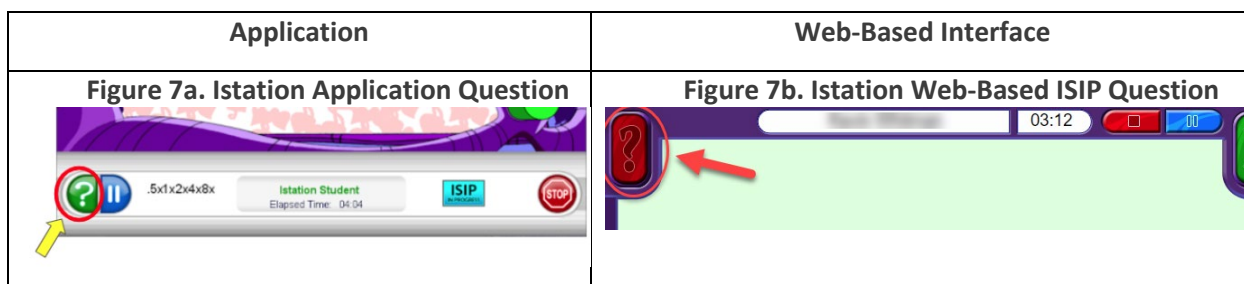 Application
Web-Based Interface
Figure 7a. Istation Application Question
Figure 7b. Istation Web-Based ISIP Question
?
03:12
?
.5x1x2x4x8x
Istation Student
Elapsed Time: 04:04
ISIP
STOP